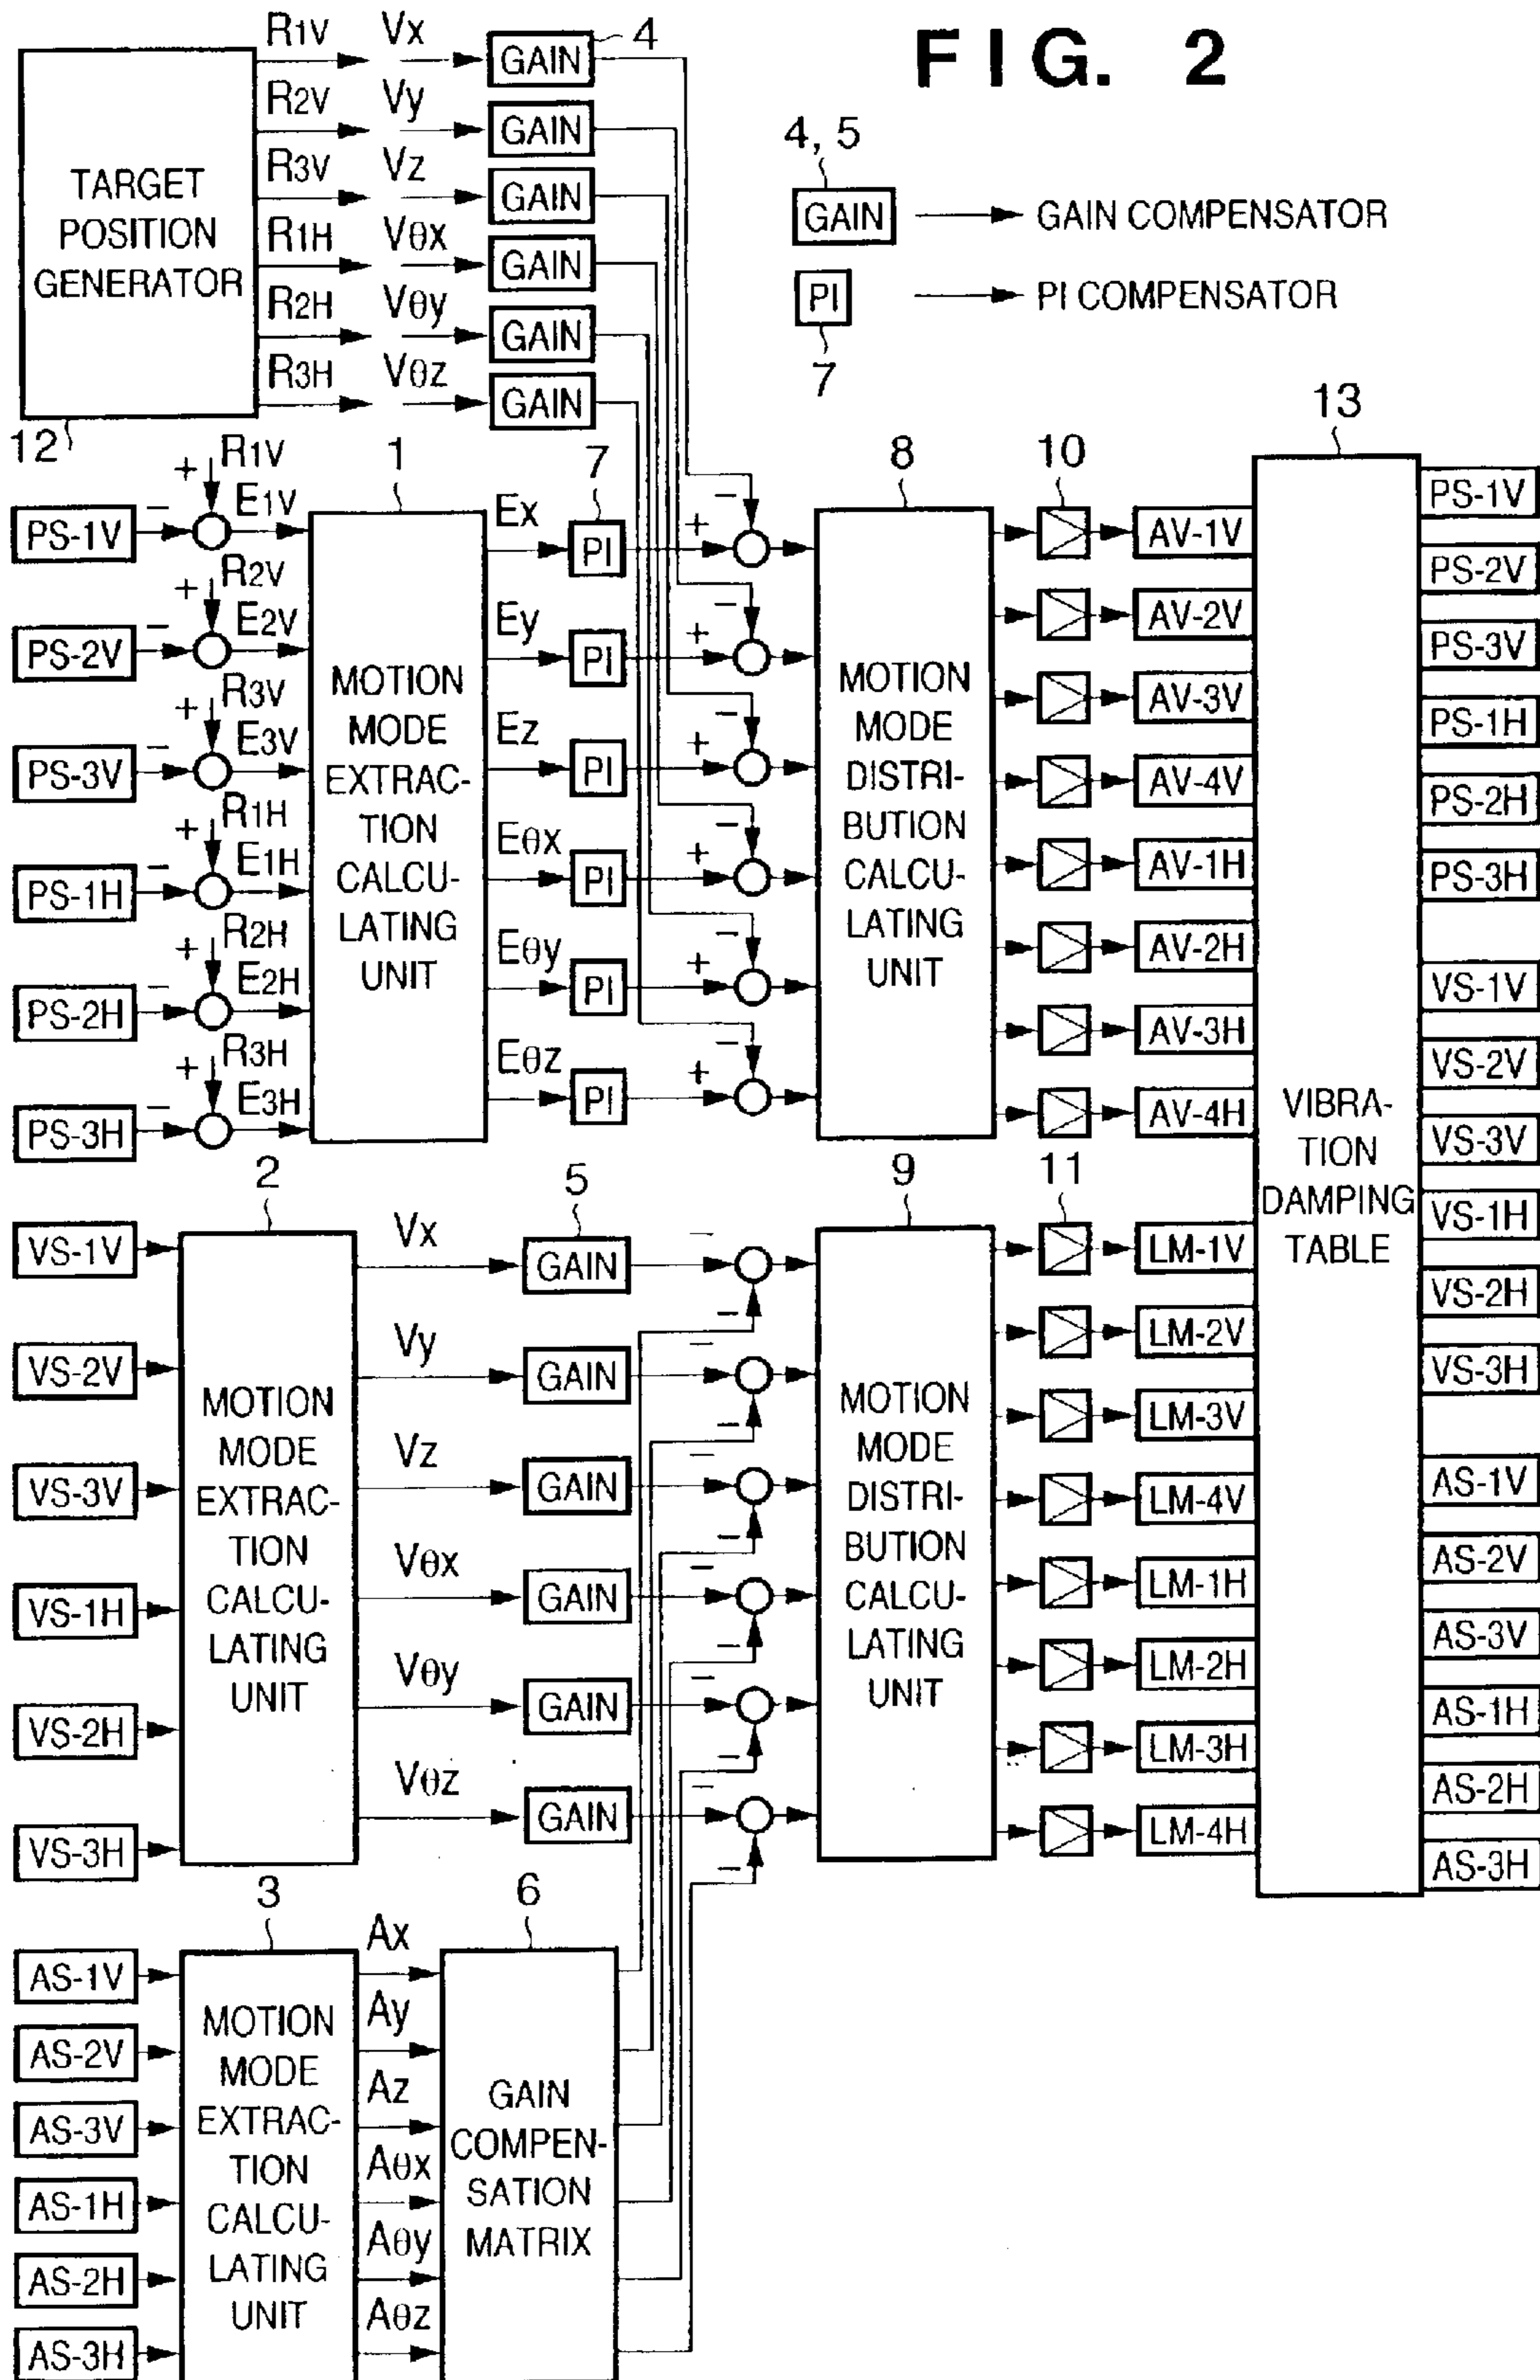 FIG. 2
TARGET
POSITION
GENERATOR
12
R1V
R2V
R3V
R1H
R2H
R3H
Vx
Vy
Vz
Vθx
Vθy
Vθz
GAIN
GAIN
GAIN
GAIN
GAIN
GAIN
4
4, 5
GAIN
GAIN COMPENSATOR
PI
PI COMPENSATOR
7
PS-1V
PS-2V
PS-3V
PS-1H
PS-2H
PS-3H
− + R1V
E1V
− + R2V
E2V
− + R3V
E3V
− + R1H
E1H
− + R2H
E2H
− + R3H
E3H
1
MOTION
MODE
EXTRAC-
TION
CALCU-
LATING
UNIT
Ex
Ey
Ez
Eθx
Eθy
Eθz
7
PI
PI
PI
PI
PI
PI
+ −
+ −
+ −
+ −
+ −
+ −
8
MOTION
MODE
DISTRI-
BUTION
CALCU-
LATING
UNIT
10
AV-1V
AV-2V
AV-3V
AV-4V
AV-1H
AV-2H
AV-3H
AV-4H
13
VIBRA-
TION
DAMPING
TABLE
PS-1V
PS-2V
PS-3V
PS-1H
PS-2H
PS-3H
VS-1V
VS-2V
VS-3V
VS-1H
VS-2H
VS-3H
AS-1V
AS-2V
AS-3V
AS-1H
AS-2H
AS-3H
VS-1V
VS-2V
VS-3V
VS-1H
VS-2H
VS-3H
2
MOTION
MODE
EXTRAC-
TION
CALCU-
LATING
UNIT
Vx
Vy
Vz
Vθx
Vθy
Vθz
5
GAIN
GAIN
GAIN
GAIN
GAIN
GAIN
− −
− −
− −
− −
− −
− −
9
MOTION
MODE
DISTRI-
BUTION
CALCU-
LATING
UNIT
11
LM-1V
LM-2V
LM-3V
LM-4V
LM-1H
LM-2H
LM-3H
LM-4H
AS-1V
AS-2V
AS-3V
AS-1H
AS-2H
AS-3H
3
MOTION
MODE
EXTRAC-
TION
CALCU-
LATING
UNIT
Ax
Ay
Az
Aθx
Aθy
Aθz
6
GAIN
COMPEN-
SATION
MATRIX